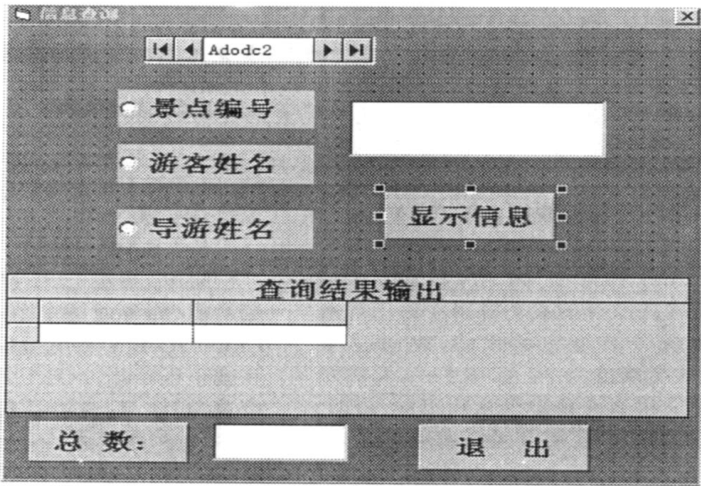 信息查询
Adodc2
景点编号
游客姓名
导游姓名
显示信息
查询结果输出
总 数：
退 出